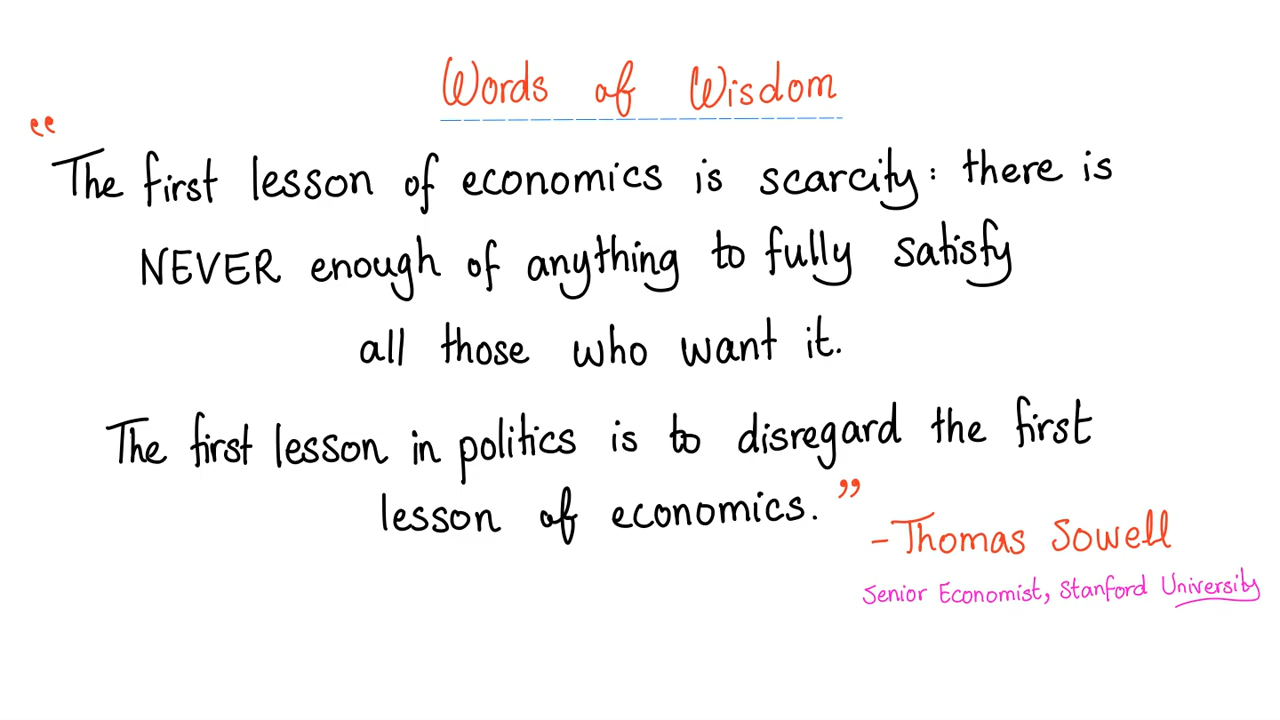 Words of Wisdom
“The first lesson of economics is scarcity: there is
NEVER enough of anything to fully satisfy
all those who want it.
The first lesson in politics is to disregard the first
lesson of economics.”
-Thomas Sowell
Senior Economist, Stanford University